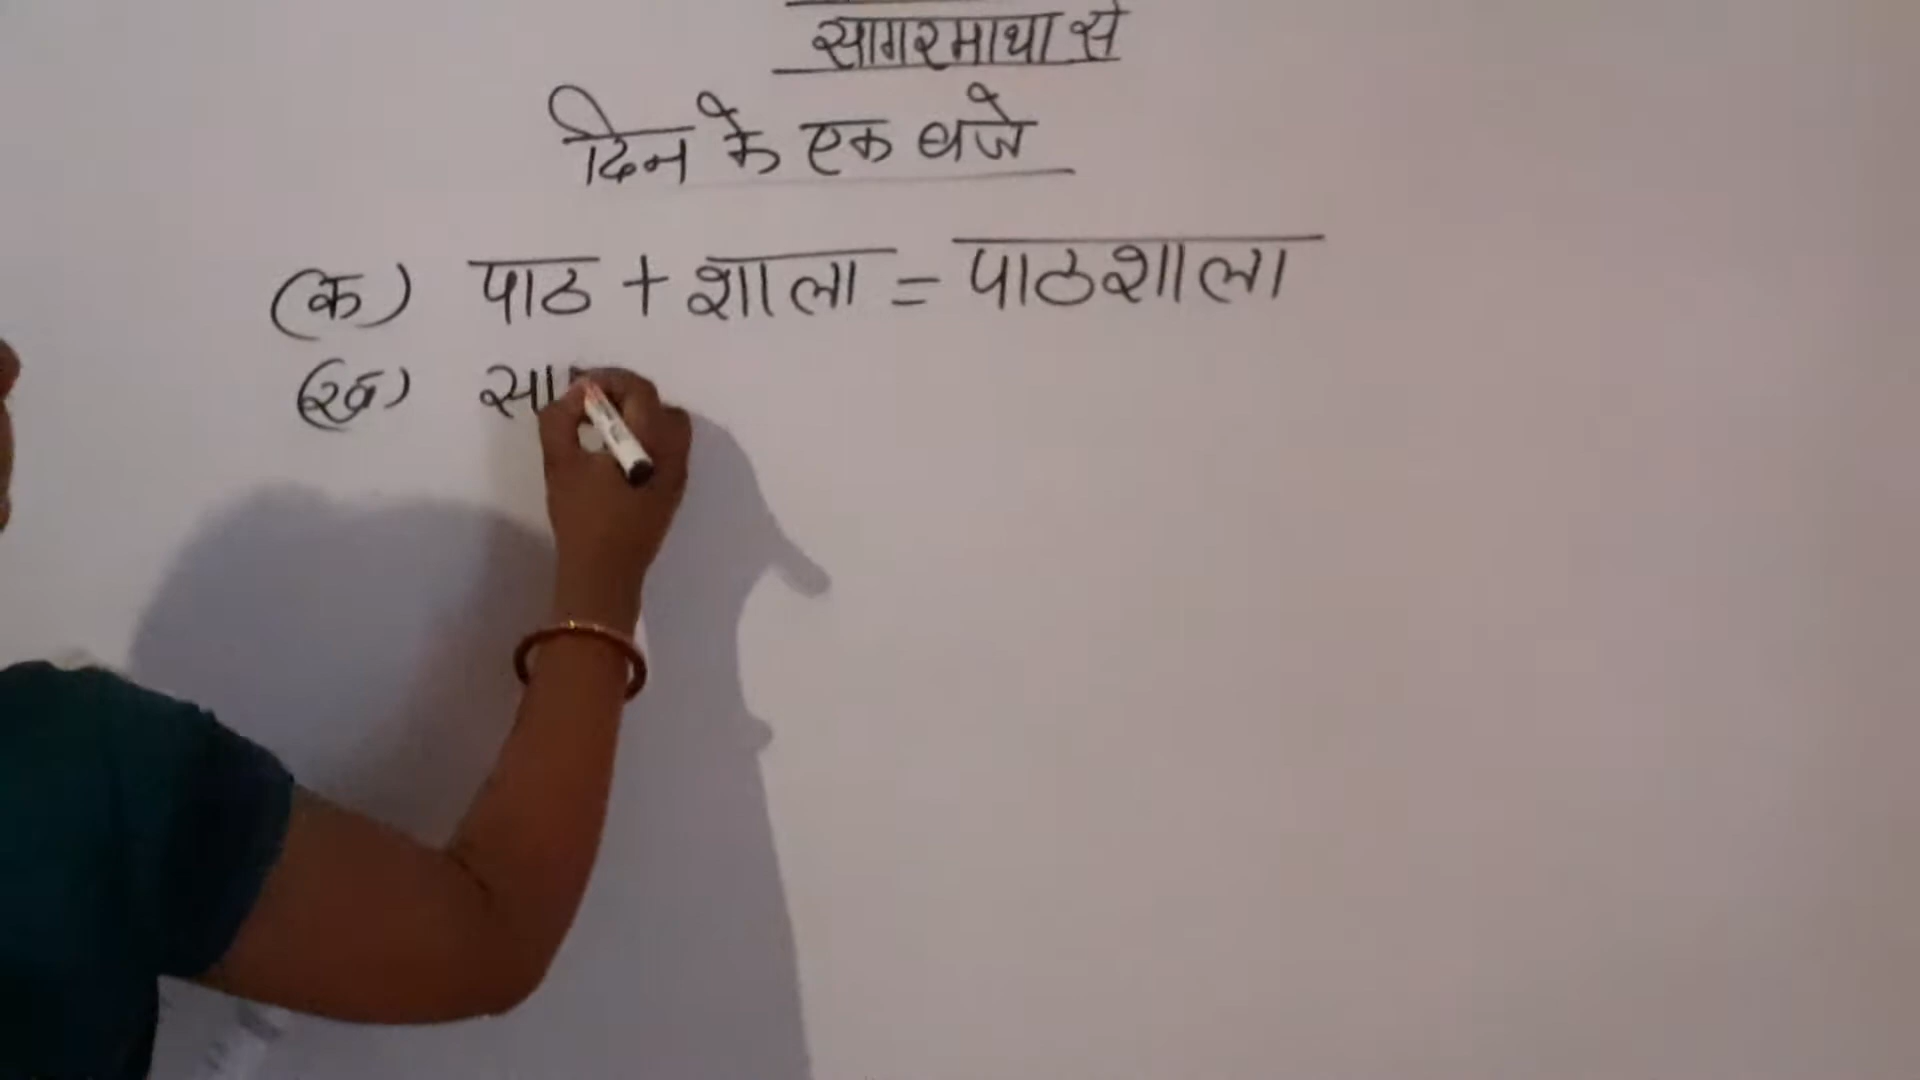 सागरमाथा से
दिन के एक बजे
(क) पाठ + शाला = पाठशाला
(ख)